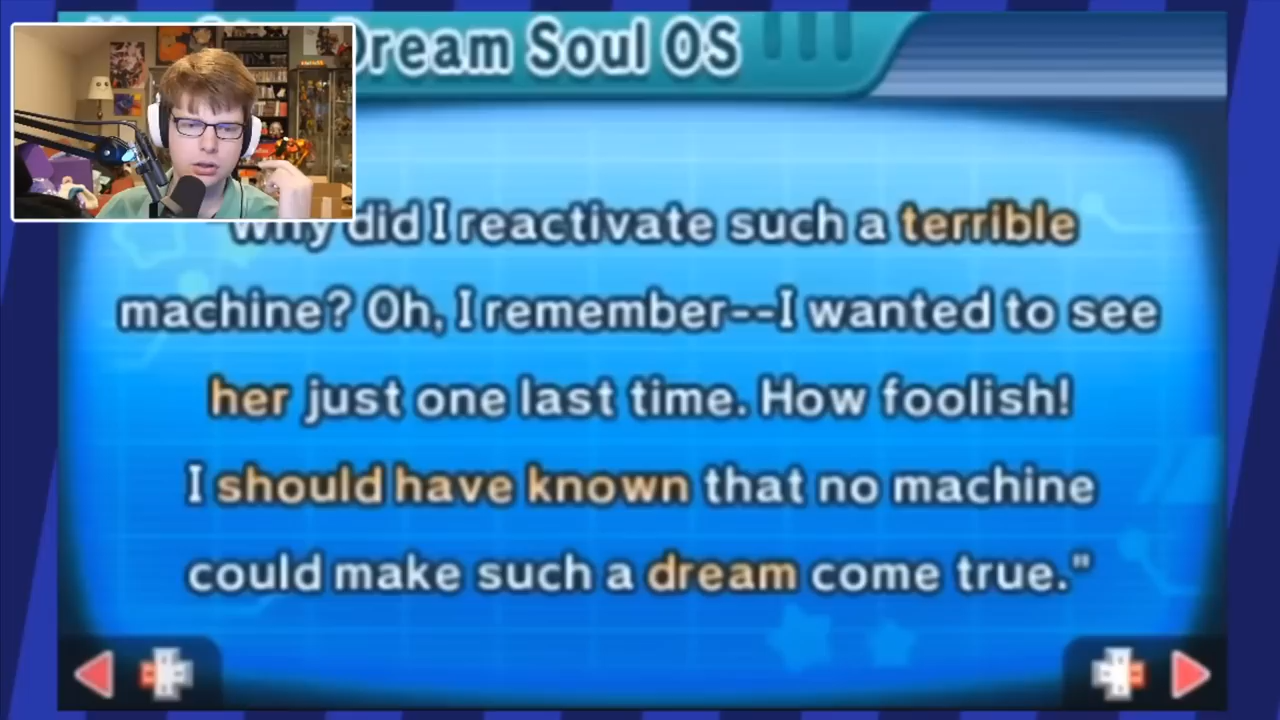 Dream Soul OS
"Why did I reactivate such a terrible
machine? Oh, I remember--I wanted to see
her just one last time. How foolish!
I should have known that no machine
could make such a dream come true."